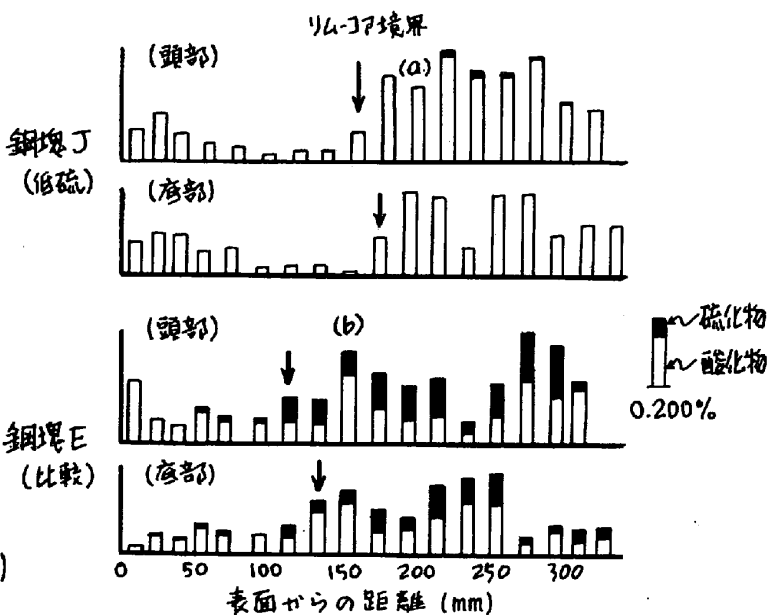 リム-コア境界
(頭部)
(a)
鋼塊J
(低硫)
(底部)
(頭部)
(b)
硫化物
酸化物
0.200%
鋼塊E
(比較)
(底部)
)
0 50 100 150 200 250 300
表面からの距離 (mm)